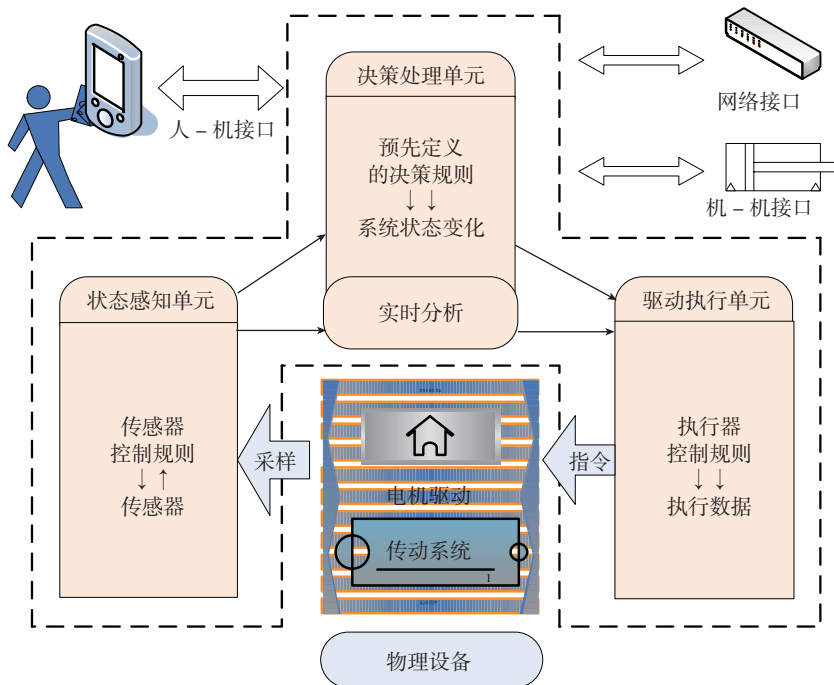 决策处理单元
人－机接口
网络接口
预先定义
的决策规则
↓ ↓
系统状态变化
机－机接口
状态感知单元
实时分析
驱动执行单元
传感器
控制规则
↓ ↑
传感器
采样
电机驱动
传动系统
1
指令
执行器
控制规则
↓ ↓
执行数据
物理设备